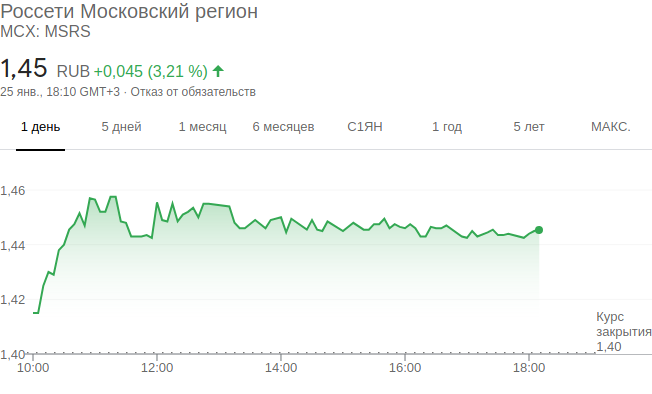 Россети Московский регион
MCX: MSRS
1,45 RUB +0,045 (3,21 %)
25 янв., 18:10 GMT+3 · Отказ от обязательств
1 день 5 дней 1 месяц 6 месяцев С1ЯН 1 год 5 лет МАКС.
1,46
1,44
1,42
Курс
закрытия
1,40 1,40
10:00 12:00 14:00 16:00 18:00